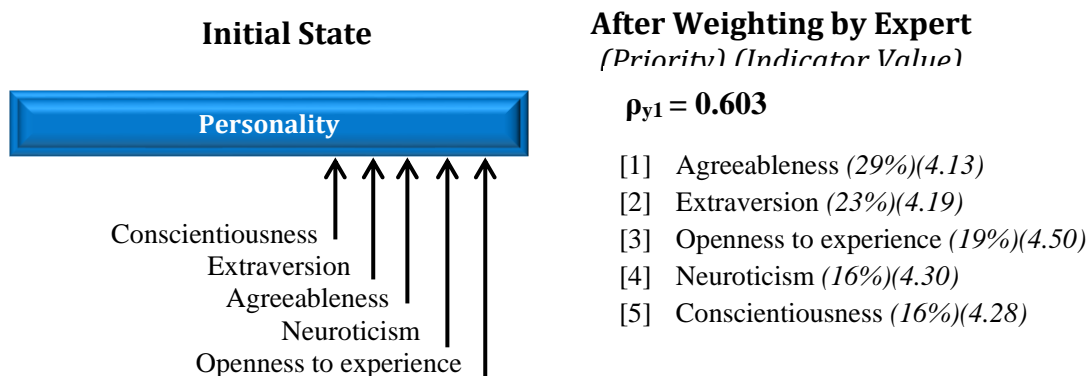 Initial State
Personality
Conscientiousness
Extraversion
Agreeableness
Neuroticism
Openness to experience
After Weighting by Expert
(Priority) (Indicator Value)
ρy1 = 0.603
[1] Agreeableness (29%)(4.13)
[2] Extraversion (23%)(4.19)
[3] Openness to experience (19%)(4.50)
[4] Neuroticism (16%)(4.30)
[5] Conscientiousness (16%)(4.28)